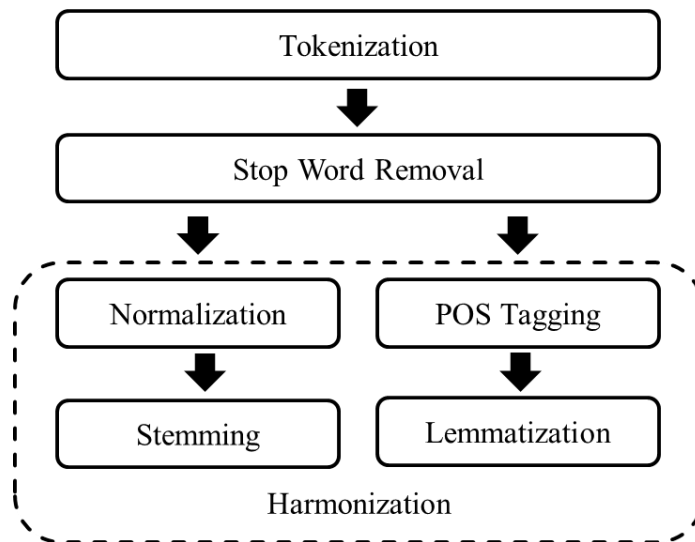 Tokenization
Stop Word Removal
Normalization
POS Tagging
Stemming
Lemmatization
Harmonization